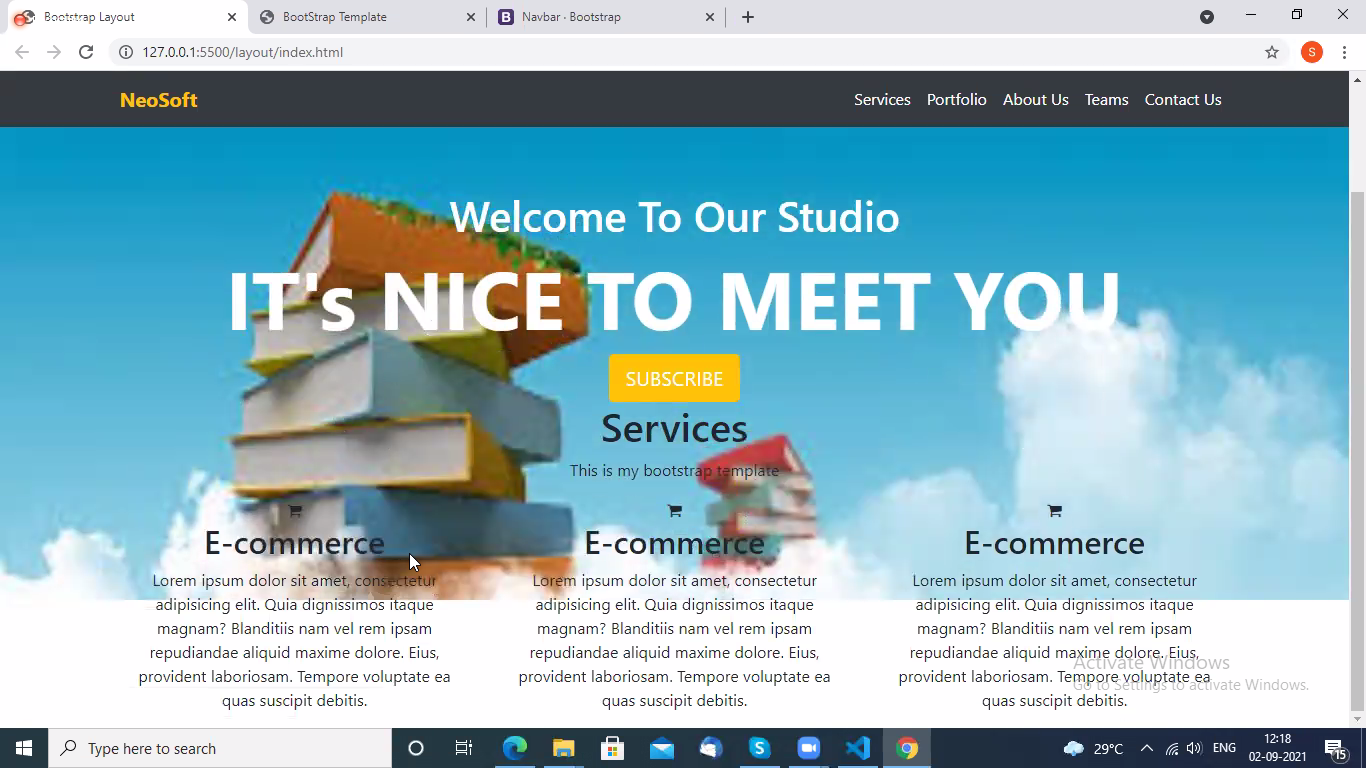 Bootstrap Layout
BootStrap Template
Navbar · Bootstrap
B
127.0.0.1:5500/layout/index.html
S
NeoSoft
Services Portfolio About Us Teams Contact Us
Welcome To Our Studio
IT's NICE TO MEET YOU
SUBSCRIBE
Services
This is my bootstrap template
E-commerce
Lorem ipsum dolor sit amet, consectetur
adipisicing elit. Quia dignissimos itaque
magnam? Blanditiis nam vel rem ipsam
repudiandae aliquid maxime dolore. Eius,
provident laboriosam. Tempore voluptate ea
quas suscipit debitis.
E-commerce
Lorem ipsum dolor sit amet, consectetur
adipisicing elit. Quia dignissimos itaque
magnam? Blanditiis nam vel rem ipsam
repudiandae aliquid maxime dolore. Eius,
provident laboriosam. Tempore voluptate ea
quas suscipit debitis.
E-commerce
Lorem ipsum dolor sit amet, consectetur
adipisicing elit. Quia dignissimos itaque
magnam? Blanditiis nam vel rem ipsam
repudiandae aliquid maxime dolore. Eius,
provident laboriosam. Tempore voluptate ea
quas suscipit debitis.
Activate Windows
Go to Settings to activate Windows.
Type here to search
S
29°C
ENG
12:18
02-09-2021
15